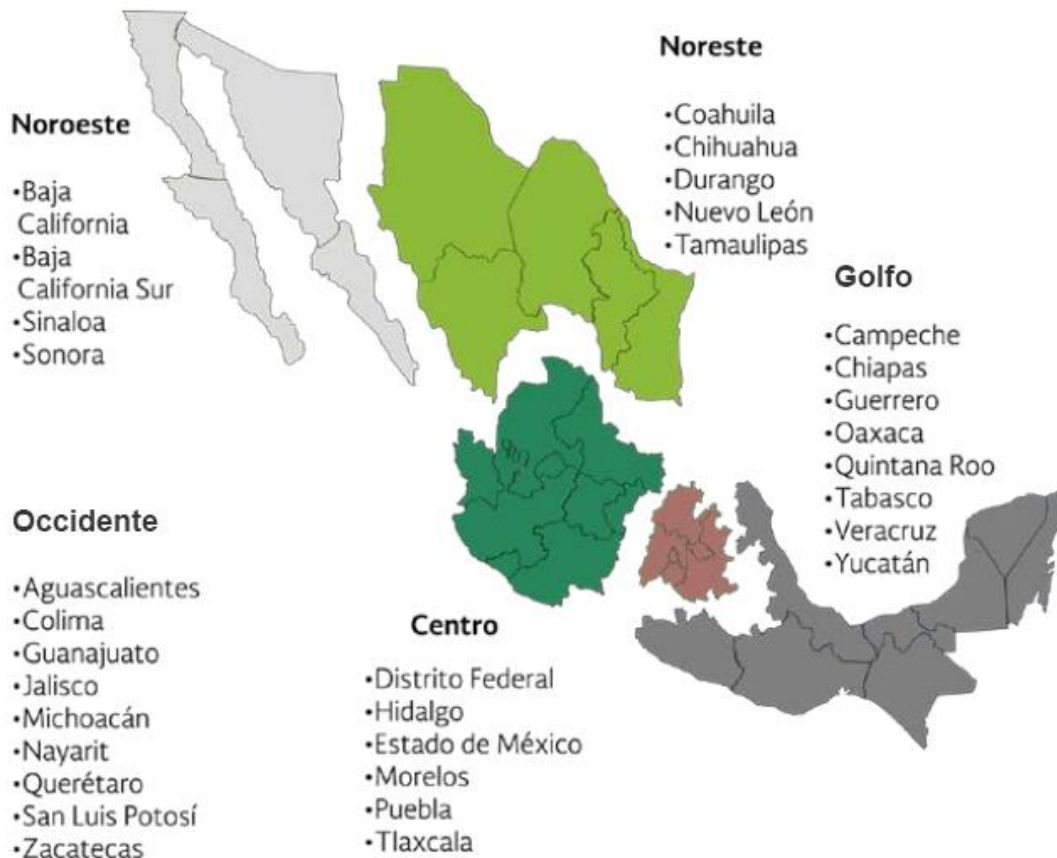 Noroeste
•Baja
California
•Baja
California Sur
•Sinaloa
•Sonora
Noreste
•Coahuila
•Chihuahua
•Durango
•Nuevo León
•Tamaulipas
Golfo
•Campeche
•Chiapas
•Guerrero
•Oaxaca
•Quintana Roo
•Tabasco
•Veracruz
•Yucatán
Occidente
•Aguascalientes
•Colima
•Guanajuato
•Jalisco
•Michoacán
•Nayarit
•Querétaro
•San Luis Potosí
•Zacatecas
Centro
•Distrito Federal
•Hidalgo
•Estado de México
•Morelos
•Puebla
•Tlaxcala